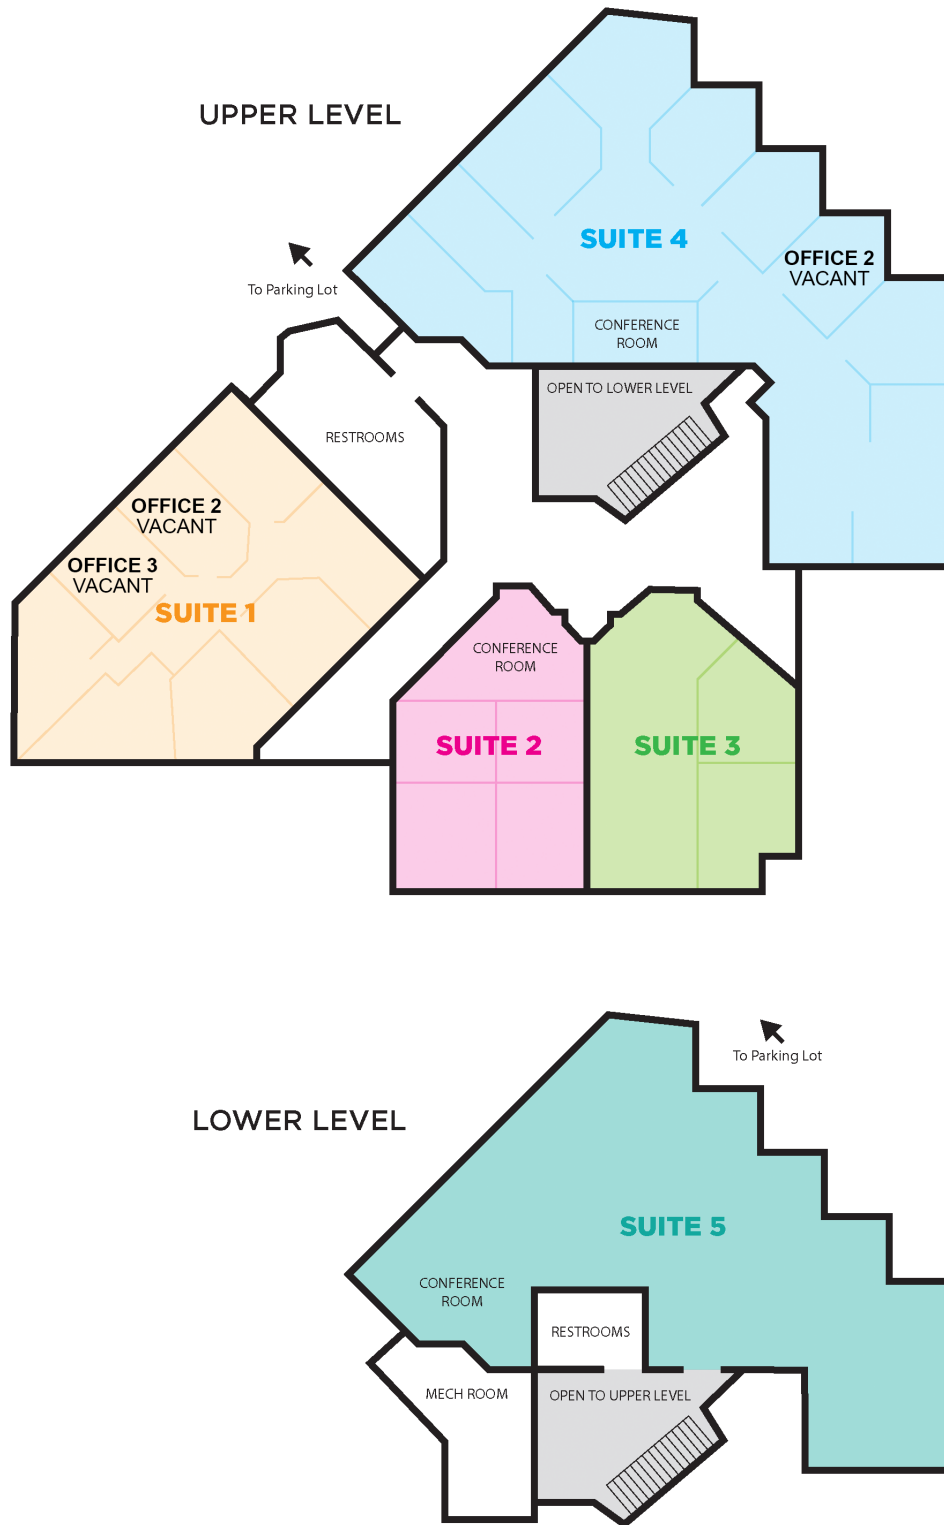 UPPER LEVEL
SUITE 4
OFFICE 2
VACANT
To Parking Lot
CONFERENCE
ROOM
OPEN TO LOWER LEVEL
RESTROOMS
OFFICE 2
VACANT
OFFICE 3
VACANT
SUITE 1
CONFERENCE
ROOM
SUITE 2
SUITE 3
To Parking Lot
LOWER LEVEL
SUITE 5
CONFERENCE
ROOM
RESTROOMS
MECH ROOM
OPEN TO UPPER LEVEL